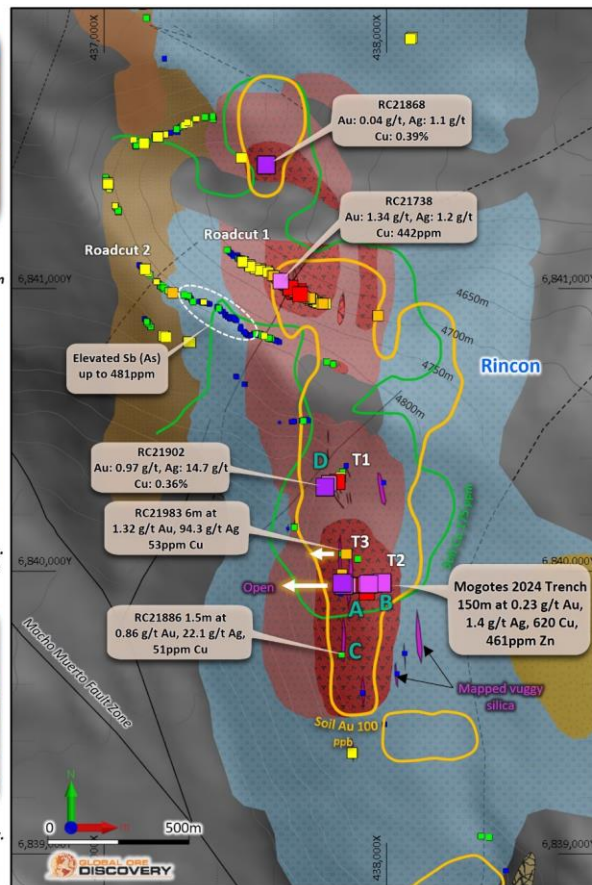 437,000X
438,000X
RC21868
Au: 0.04 g/t, Ag: 1.1 g/t
Cu: 0.39%
RC21738
Au: 1.34 g/t, Ag: 1.2 g/t
Cu: 442ppm
Roadcut 2
Roadcut 1
6,841,000Y
6,841,000Y
4650m
4700m
4750m
4800m
Rincon
Elevated Sb (As)
up to 481ppm
RC21902
Au: 0.97 g/t, Ag: 14.7 g/t
Cu: 0.36%
D
T1
RC21983 6m at
1.32 g/t Au, 94.3 g/t Ag
53ppm Cu
T3
T2
6,840,000Y
6,840,000Y
Open
A
B
Mogotes 2024 Trench
150m at 0.23 g/t Au,
1.4 g/t Ag, 620 Cu,
461ppm Zn
RC21886 1.5m at
0.86 g/t Au, 22.1 g/t Ag,
51ppm Cu
C
Macho Muerto Fault Zone
Mapped vuggy
silica
Soil Au 100
ppb
N
0
500m
GLOBAL ORE
DISCOVERY
438,000X
6,839,000Y
6,839,000Y